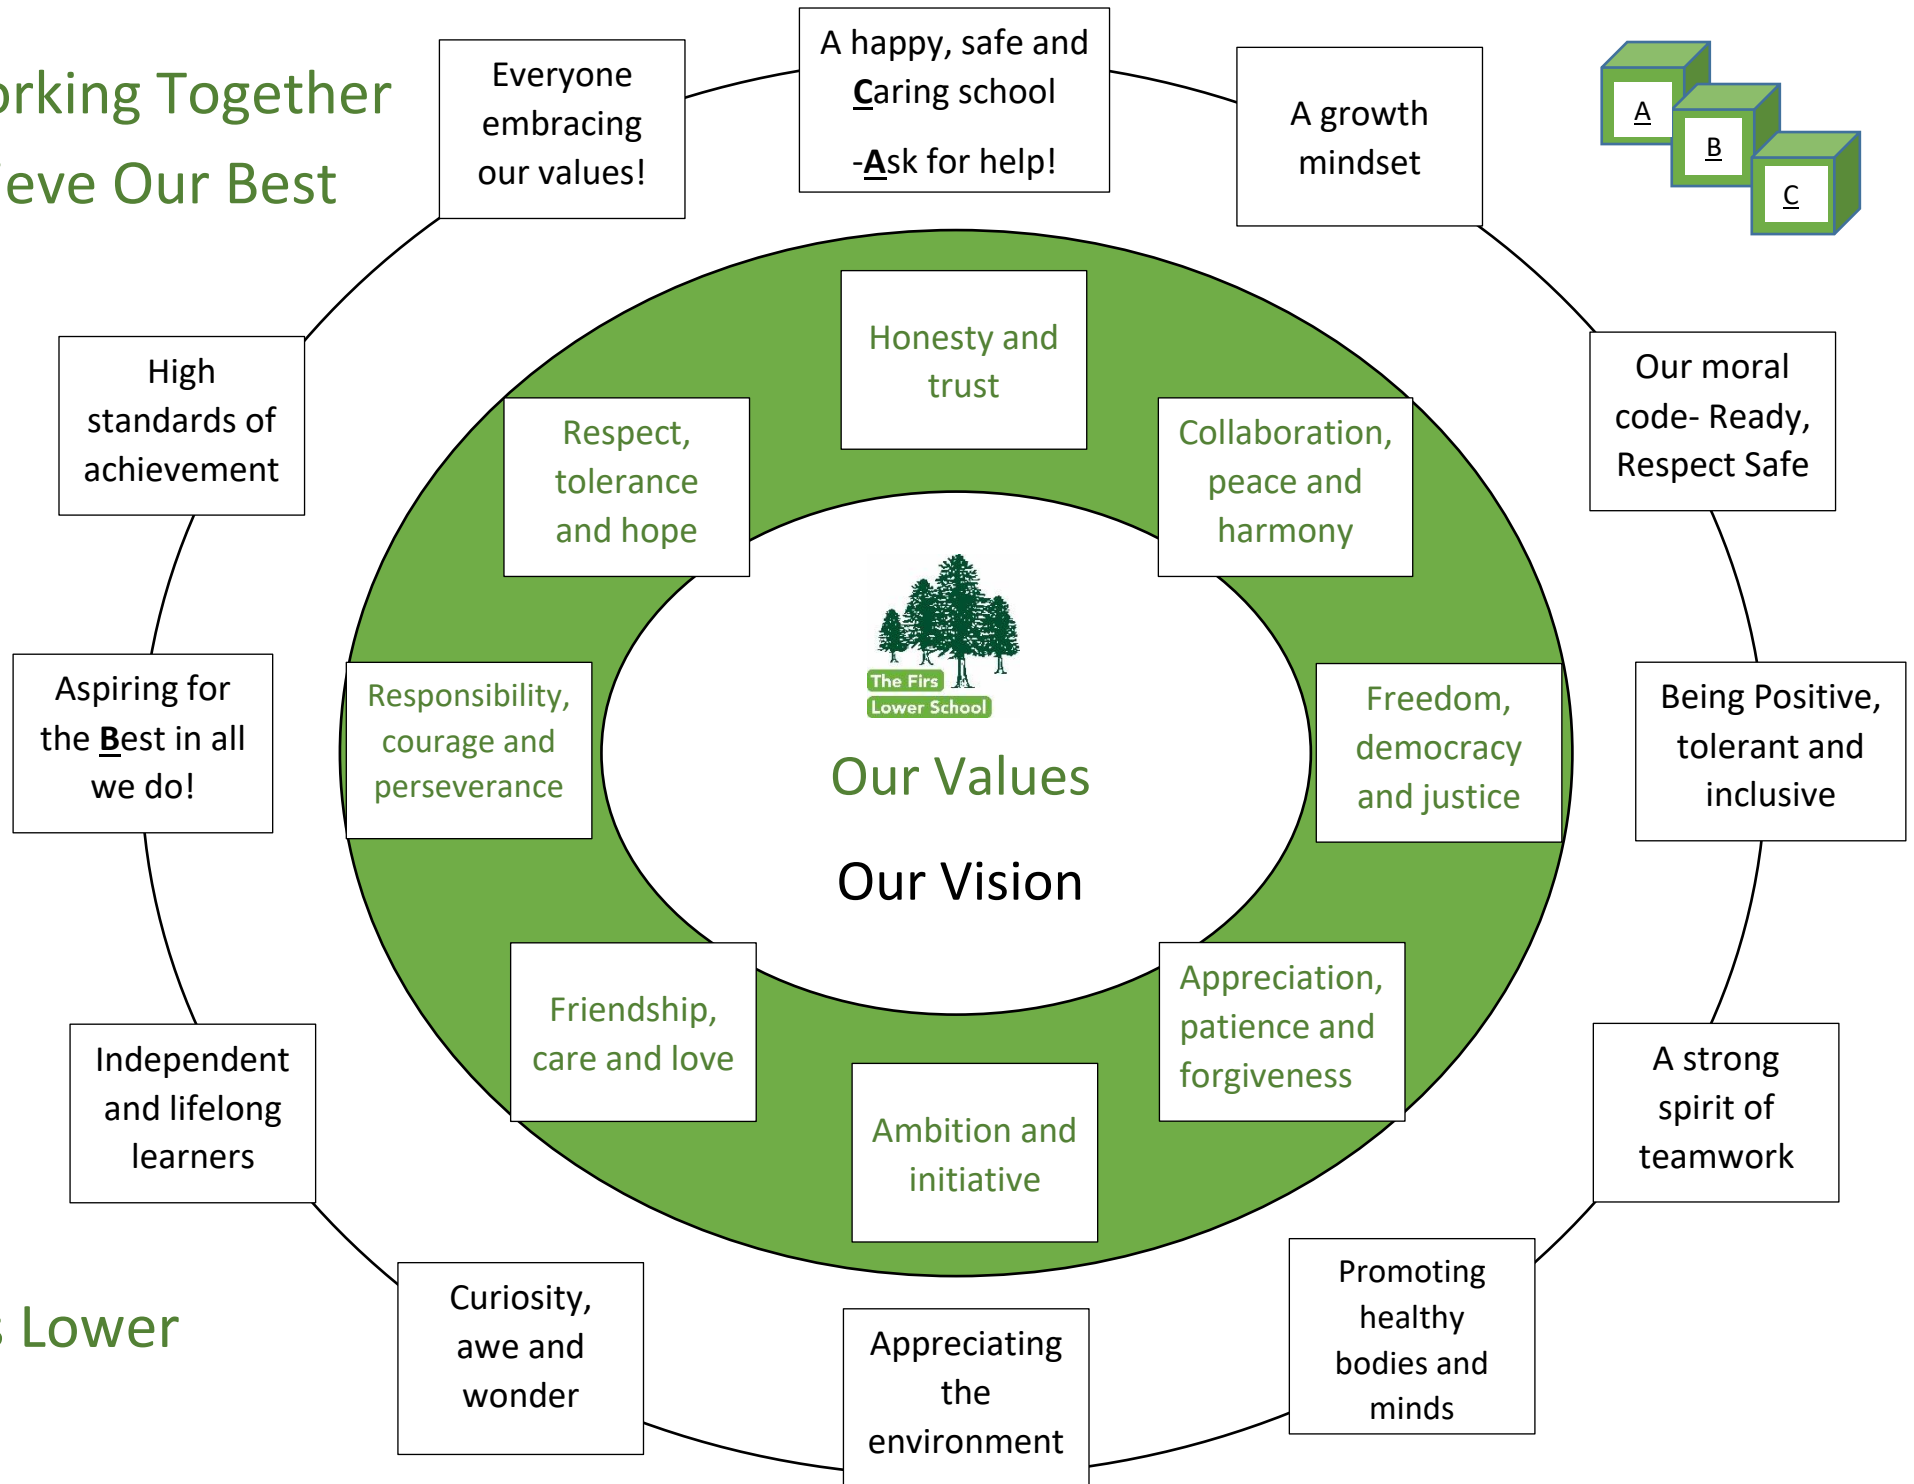 orking Together
ieve Our Best
Everyone
embracing
our values!
A happy, safe and
Caring school
-Ask for help!
A growth
mindset
A
B
C
High
standards of
achievement
Honesty and
trust
Respect,
tolerance
and hope
Collaboration,
peace and
harmony
Our moral
code- Ready,
Respect Safe
Aspiring for
the Best in all
we do!
Responsibility,
courage and
perseverance
The Firs
Lower School
Our Values
Our Vision
Freedom,
democracy
and justice
Being Positive,
tolerant and
inclusive
Independent
and lifelong
learners
Friendship,
care and love
Ambition and
initiative
Appreciation,
patience and
forgiveness
A strong
spirit of
teamwork
s Lower
Curiosity,
awe and
wonder
Appreciating
the
environment
Promoting
healthy
bodies and
minds